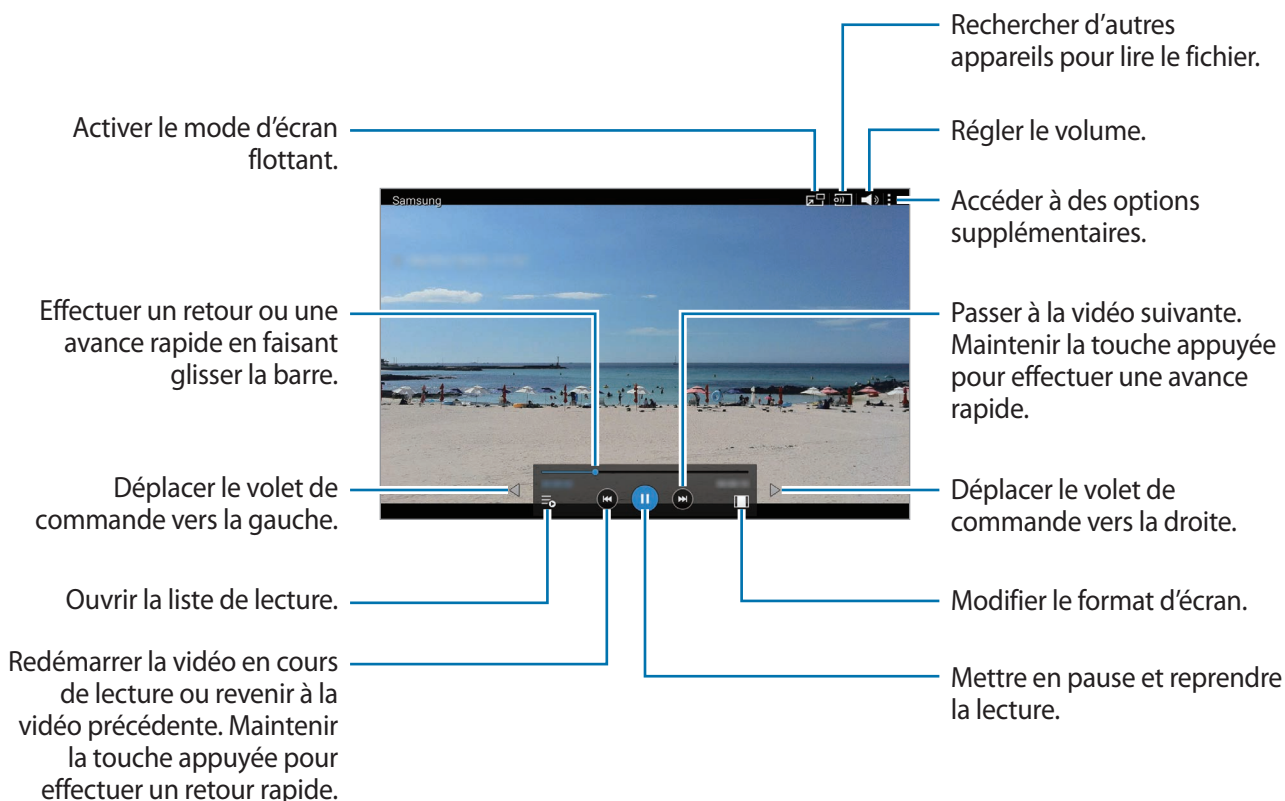 Rechercher d'autres
appareils pour lire le fichier.
Activer le mode d'écran
flottant.
Régler le volume.
Samsung
Accéder à des options
supplémentaires.
Effectuer un retour ou une
avance rapide en faisant
glisser la barre.
Passer à la vidéo suivante.
Maintenir la touche appuyée
pour effectuer une avance
rapide.
Déplacer le volet de
commande vers la gauche.
Déplacer le volet de
commande vers la droite.
Ouvrir la liste de lecture.
Modifier le format d'écran.
Redémarrer la vidéo en cours
de lecture ou revenir à la
vidéo précédente. Maintenir
la touche appuyée pour
effectuer un retour rapide.
Mettre en pause et reprendre
la lecture.